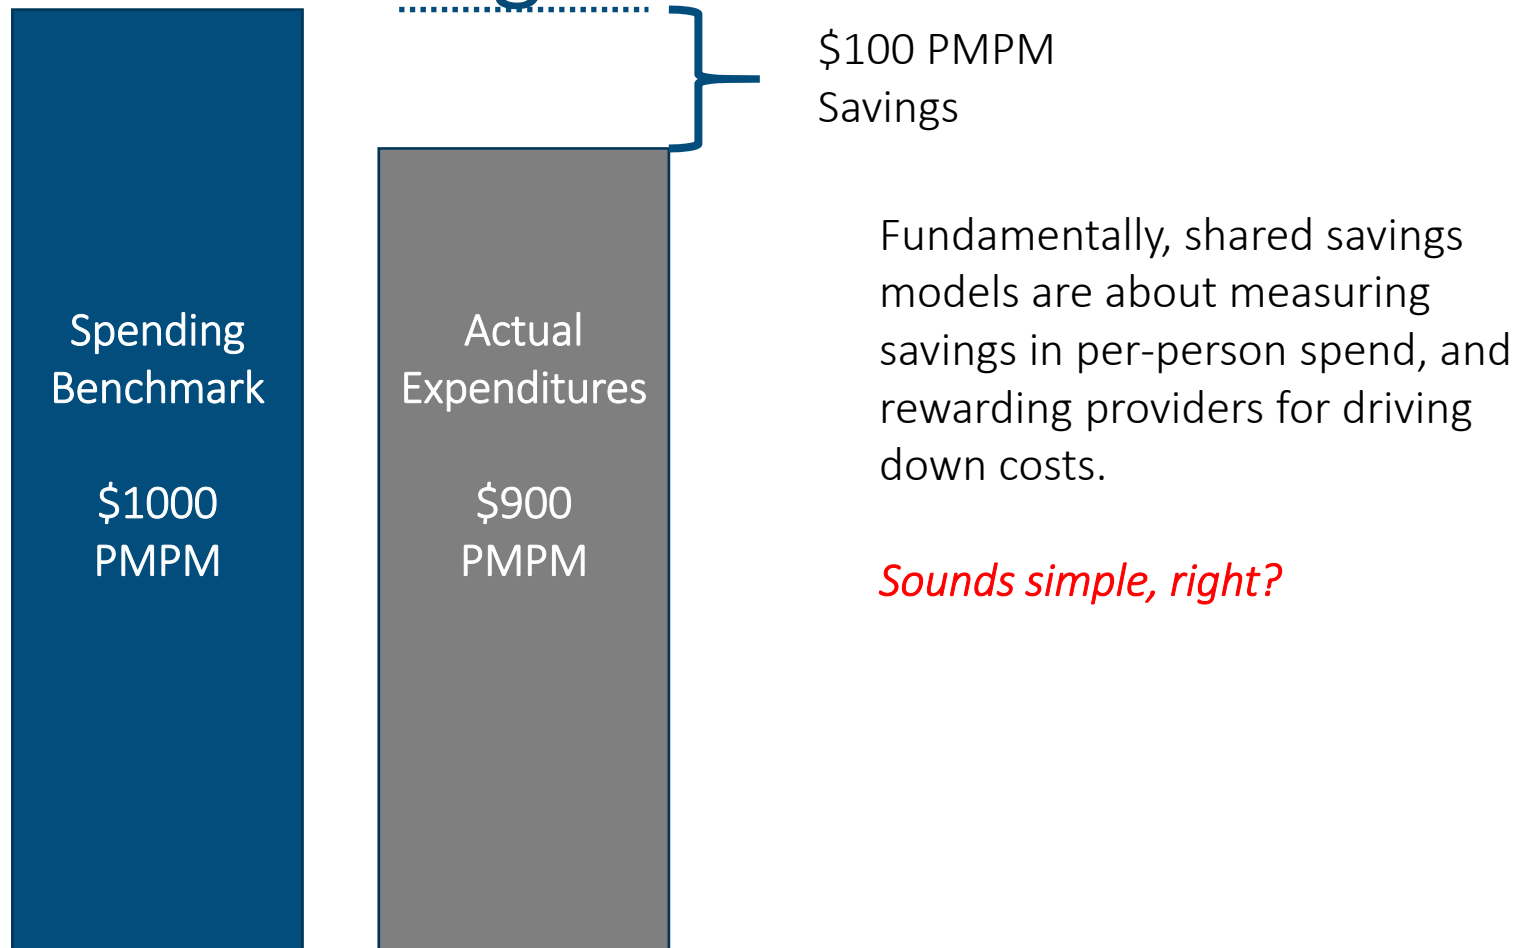 $100 PMPM
Savings
Spending
Benchmark
$1000
PMPM
Actual
Expenditures
$900
PMPM
Fundamentally, shared savings
models are about measuring
savings in per-person spend, and
rewarding providers for driving
down costs.
Sounds simple, right?